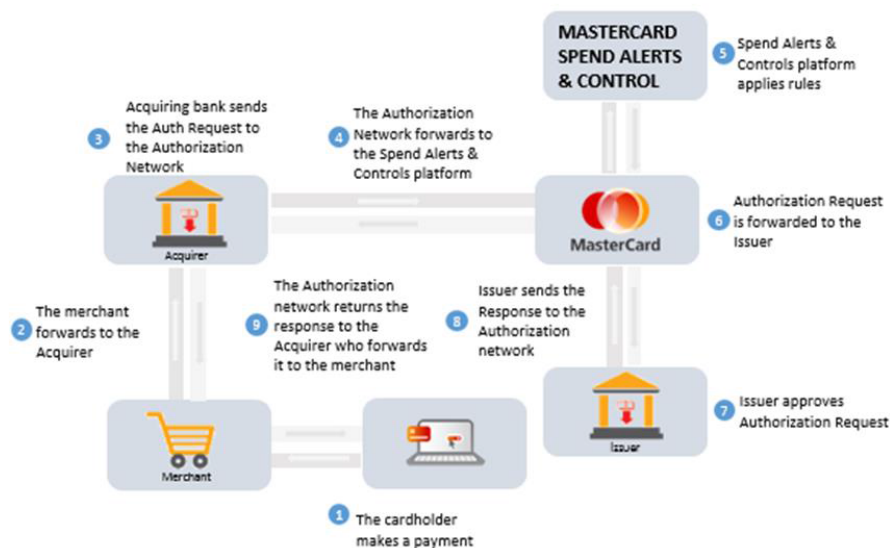 MASTERCARD
SPEND ALERTS
& CONTROL
5
Spend Alerts &
Controls platform
applies rules
3
Acquiring bank sends
the Auth Request to
the Authorization
Network
4
The Authorization
Network forwards to
the Spend Alerts &
Controls platform
Acquirer
MasterCard
6
Authorization Request
is forwarded to the
Issuer
2
The merchant
forwards to the
Acquirer
9
The Authorization
network returns the
response to the
Acquirer who forwards
it to the merchant
8
Issuer sends the
Response to the
Authorization
network
Issuer
7
Issuer approves
Authorization Request
Merchant
1
The cardholder
makes a payment